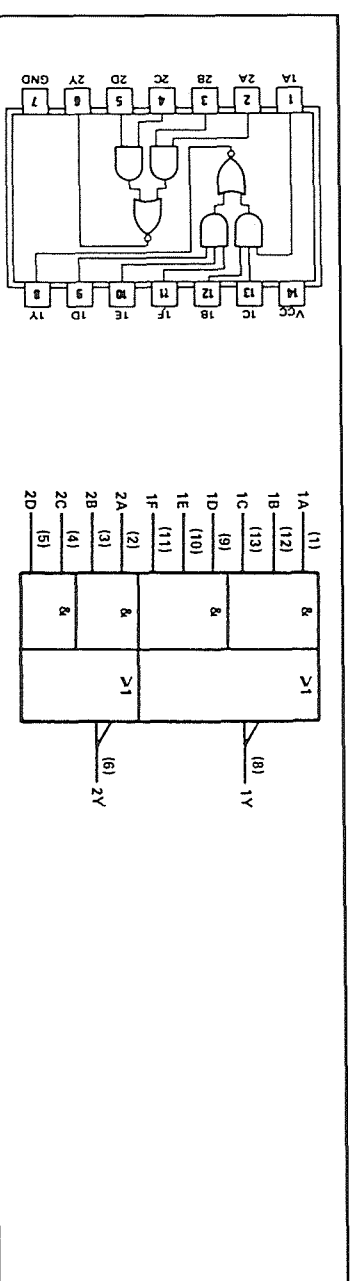 VCC 1C 1B 1F 1E 1D 1Y
14 13 12 11 10 9 8
1 2 3 4 5 6 7
1A 2A 2B 2C 2D 2Y GND
1A (1) & ≥1
1B (12)
1C (13) (8) 1Y
1D (9) &
1E (10)
1F (11)
2A (2) & ≥1
2B (3) (6) 2Y
2C (4) &
2D (5)